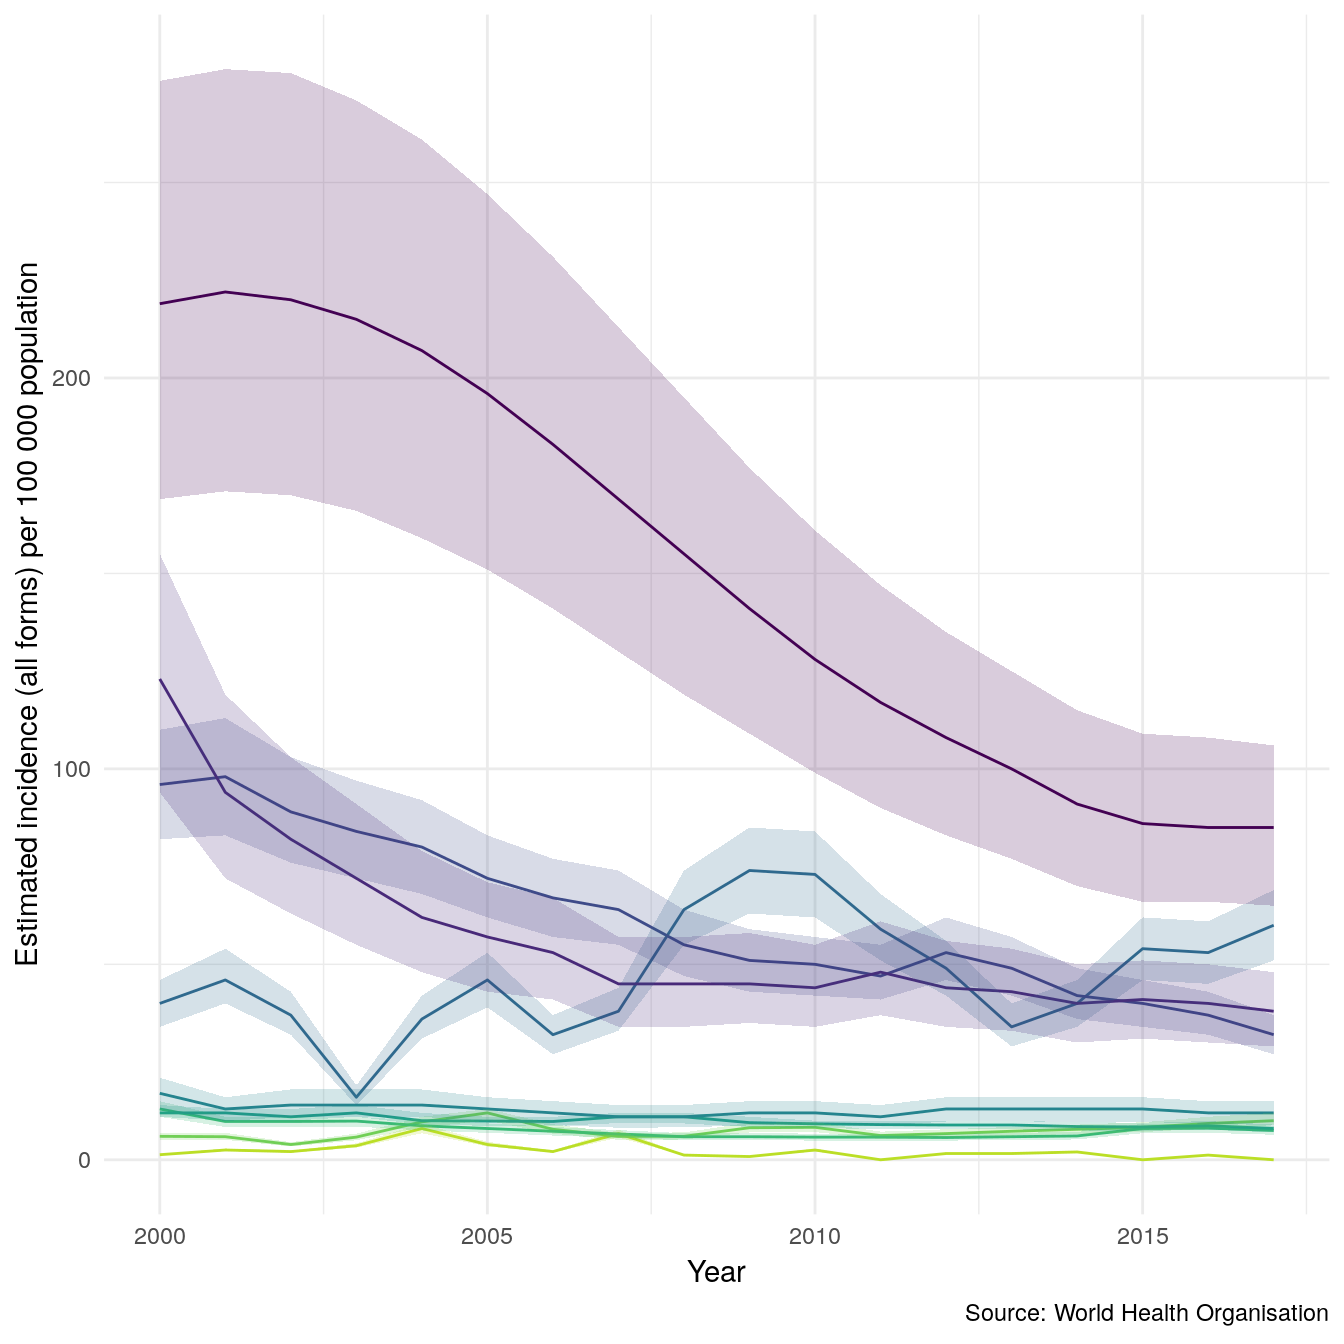 Estimated incidence (all forms) per 100 000 population
200
100
0
2000 2005 2010 2015
Year
Source: World Health Organisation